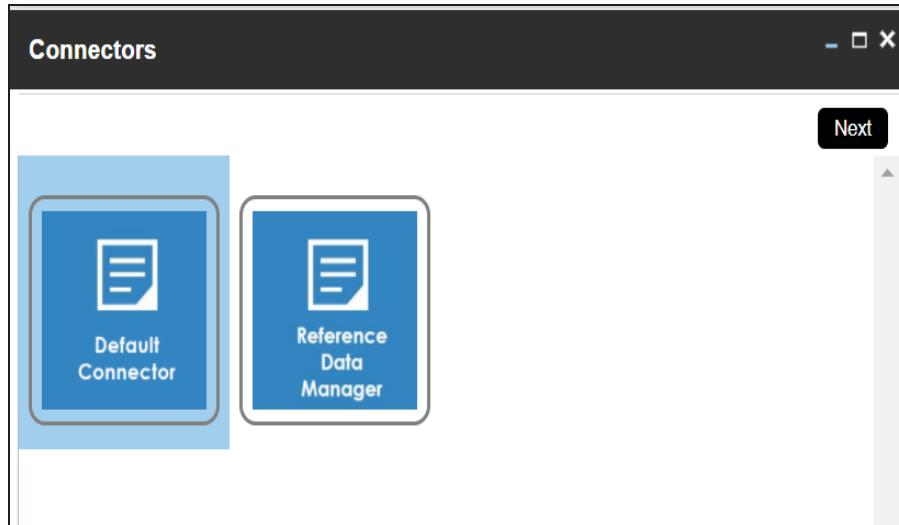 Connectors
Next
Default
Connector
Reference
Data
Manager